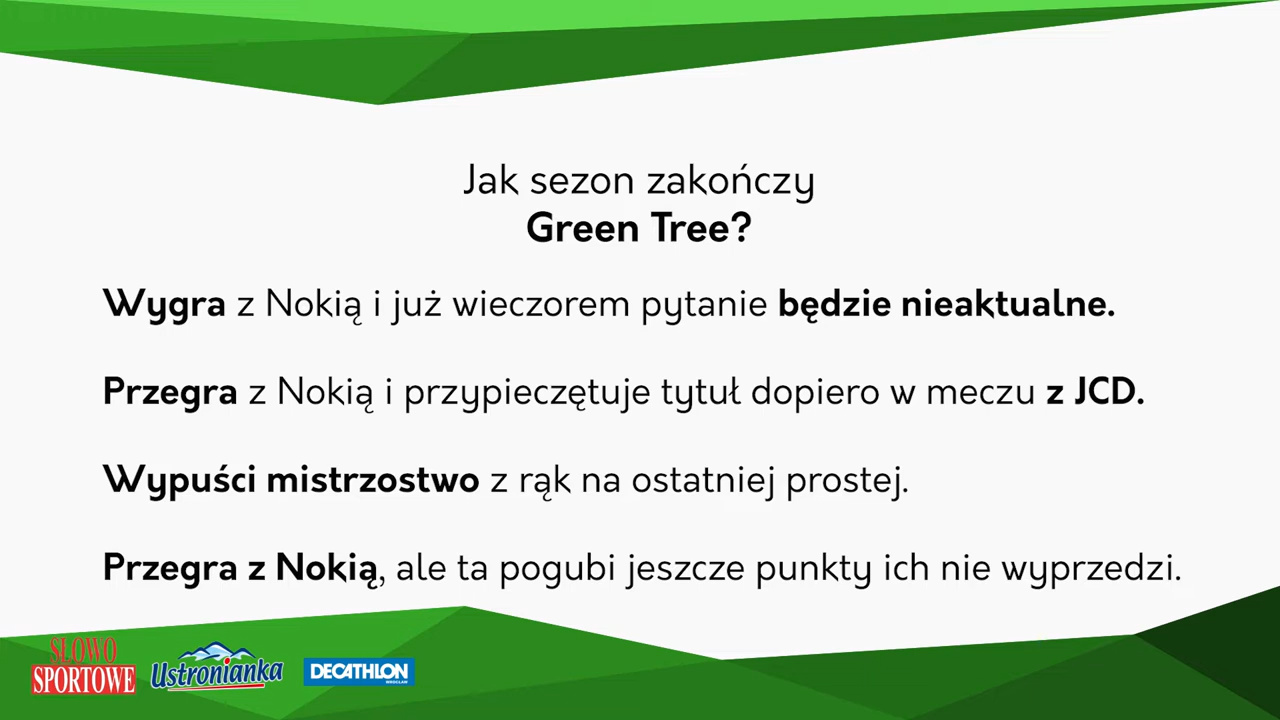 Jak sezon zakończy
Green Tree?
Wygra z Nokią i już wieczorem pytanie będzie nieaktualne.
Przegra z Nokią i przypieczętuje tytuł dopiero w meczu z JCD.
Wypuści mistrzostwo z rąk na ostatniej prostej.
Przegra z Nokią, ale ta pogubi jeszcze punkty ich nie wyprzedzi.
SŁOWO
SPORTOWE
Ustronianka
DECATHLON
WROCŁAW